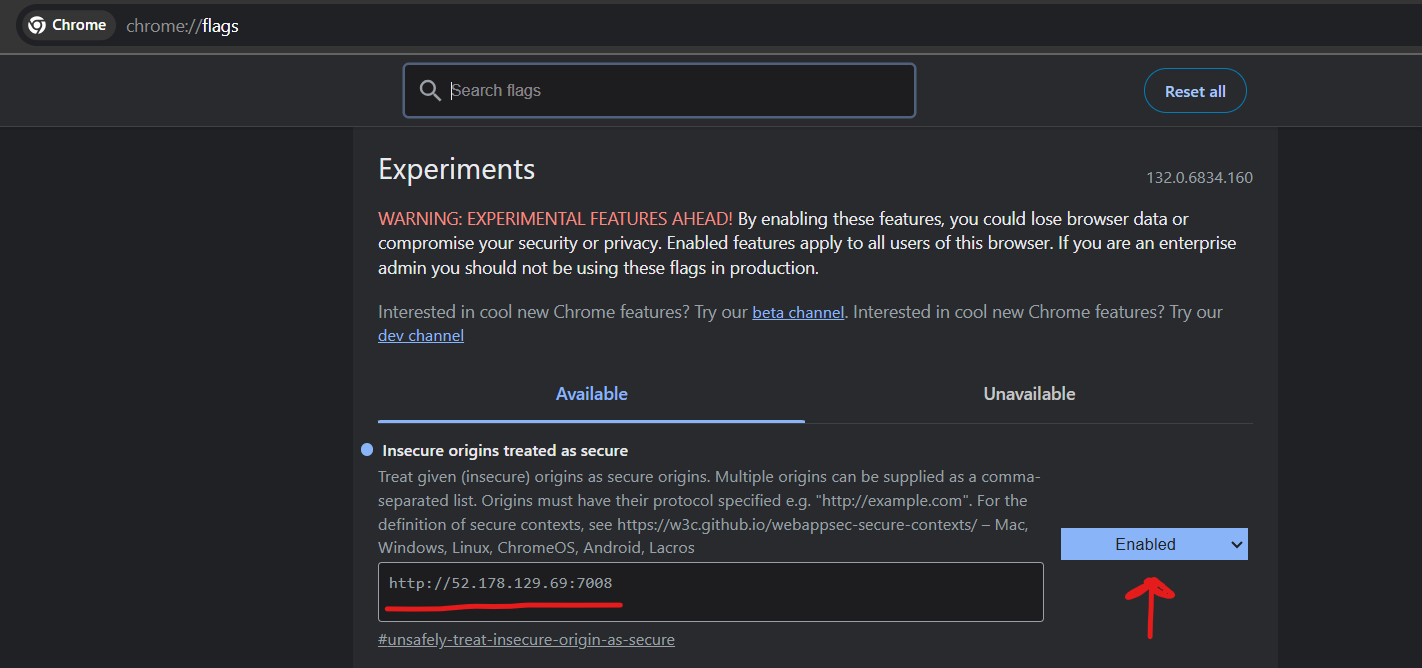 Chrome chrome://flags
Search flags
Reset all
Experiments
132.0.6834.160
WARNING: EXPERIMENTAL FEATURES AHEAD! By enabling these features, you could lose browser data or
compromise your security or privacy. Enabled features apply to all users of this browser. If you are an enterprise
admin you should not be using these flags in production.
Interested in cool new Chrome features? Try our beta channel. Interested in cool new Chrome features? Try our
dev channel
Available
Unavailable
Insecure origins treated as secure
Treat given (insecure) origins as secure origins. Multiple origins can be supplied as a comma-
separated list. Origins must have their protocol specified e.g. "http://example.com". For the
definition of secure contexts, see https://w3c.github.io/webappsec-secure-contexts/ – Mac,
Windows, Linux, ChromeOS, Android, Lacros
Enabled
http://52.178.129.69:7008
#unsafely-treat-insecure-origin-as-secure